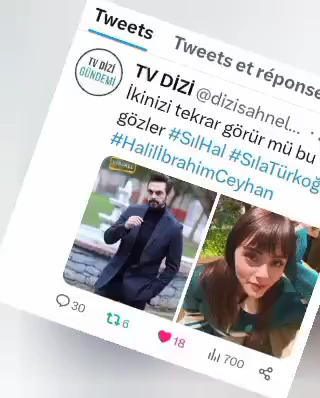 Tweets
Tweets et réponse
TV DİZİ
GÜNDEMİ
TV DİZİ @dizisahnel... ·
İkinizi tekrar görür mü bu
gözler #SılHal #SılaTürkoğ
#HalilİbrahimCeyhan
30
6
18
700